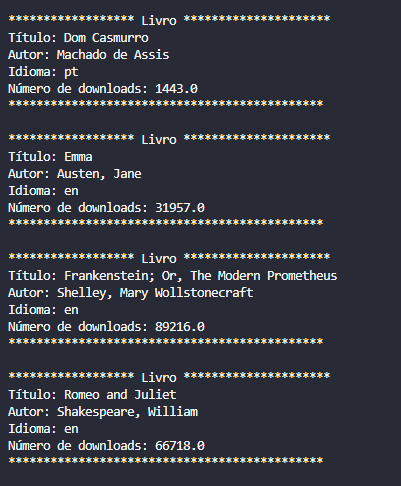 ****************** Livro *********************
Título: Dom Casmurro
Autor: Machado de Assis
Idioma: pt
Número de downloads: 1443.0
*********************************************
****************** Livro *********************
Título: Emma
Autor: Austen, Jane
Idioma: en
Número de downloads: 31957.0
*********************************************
****************** Livro *********************
Título: Frankenstein; Or, The Modern Prometheus
Autor: Shelley, Mary Wollstonecraft
Idioma: en
Número de downloads: 89216.0
*********************************************
****************** Livro *********************
Título: Romeo and Juliet
Autor: Shakespeare, William
Idioma: en
Número de downloads: 66718.0
*********************************************